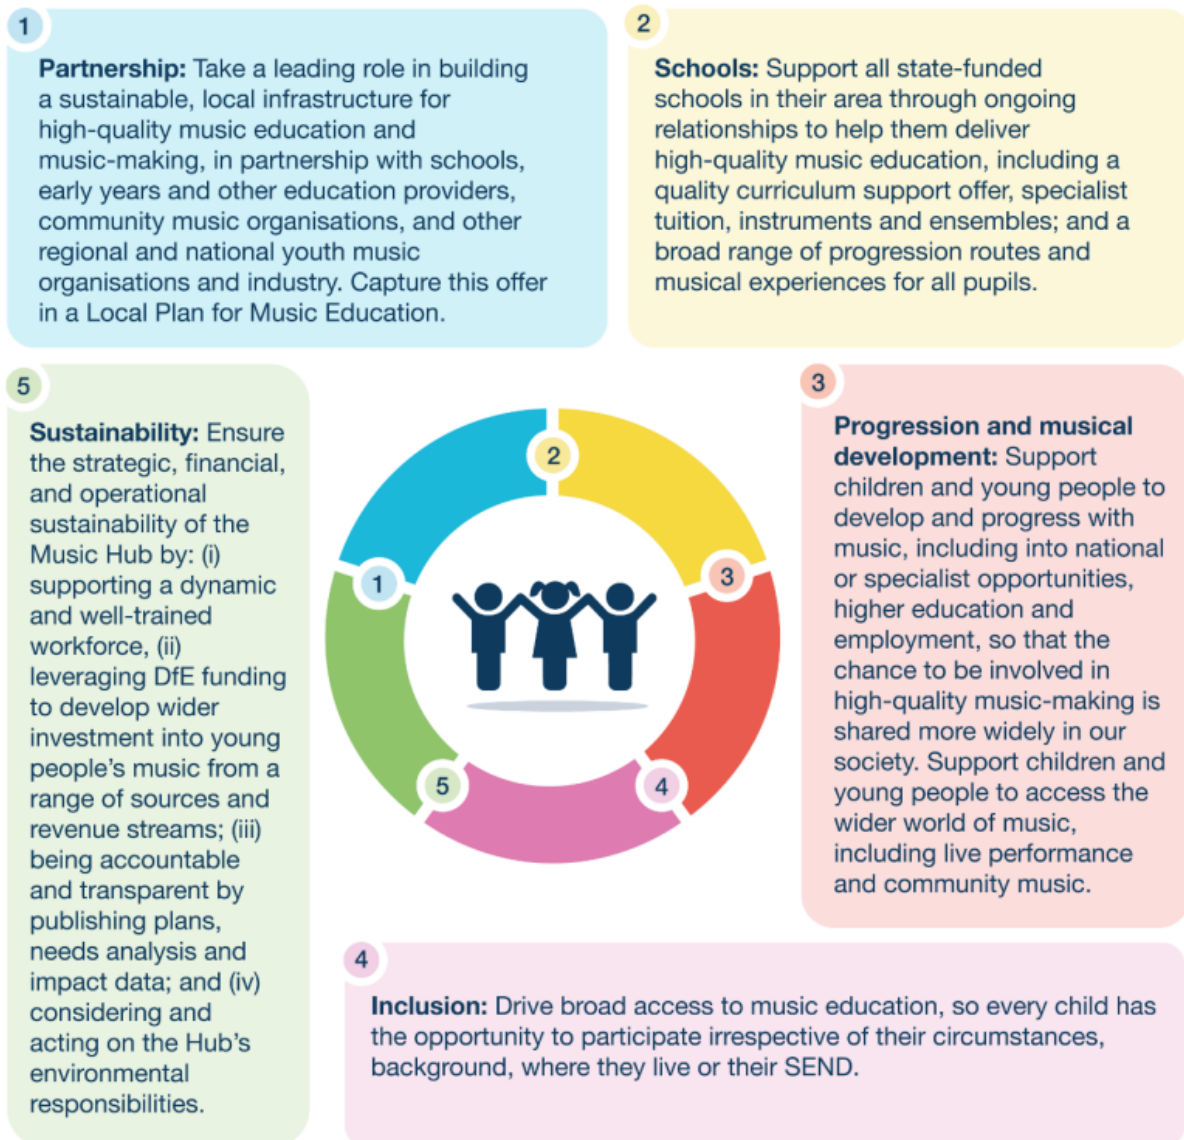 1
Partnership: Take a leading role in building
a sustainable, local infrastructure for
high-quality music education and
music-making, in partnership with schools,
early years and other education providers,
community music organisations, and other
regional and national youth music
organisations and industry. Capture this offer
in a Local Plan for Music Education.
2
Schools: Support all state-funded
schools in their area through ongoing
relationships to help them deliver
high-quality music education, including a
quality curriculum support offer, specialist
tuition, instruments and ensembles; and a
broad range of progression routes and
musical experiences for all pupils.
3
Progression and musical
development: Support
children and young people to
develop and progress with
music, including into national
or specialist opportunities,
higher education and
employment, so that the
chance to be involved in
high-quality music-making is
shared more widely in our
society. Support children and
young people to access the
wider world of music,
including live performance
and community music.
4
Inclusion: Drive broad access to music education, so every child has
the opportunity to participate irrespective of their circumstances,
background, where they live or their SEND.
5
Sustainability: Ensure
the strategic, financial,
and operational
sustainability of the
Music Hub by: (i)
supporting a dynamic
and well-trained
workforce, (ii)
leveraging DfE funding
to develop wider
investment into young
people's music from a
range of sources and
revenue streams; (iii)
being accountable
and transparent by
publishing plans,
needs analysis and
impact data; and (iv)
considering and
acting on the Hub's
environmental
responsibilities.
1
2
3
4
5